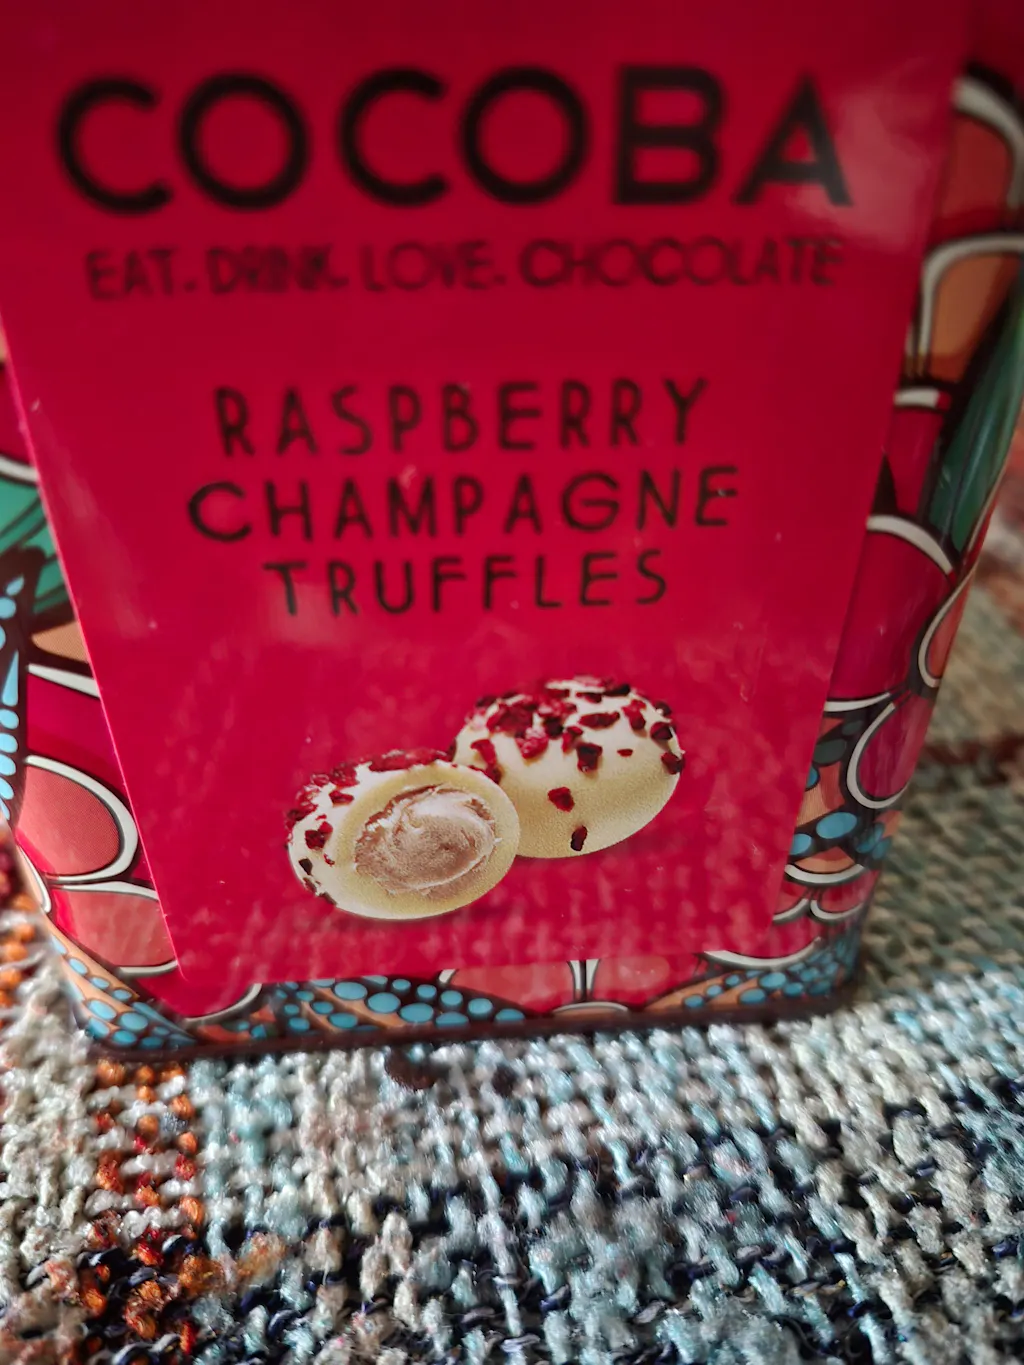 COCOBA
EAT. DRINK. LOVE. CHOCOLATE
RASPBERRY
CHAMPAGNE
TRUFFLES